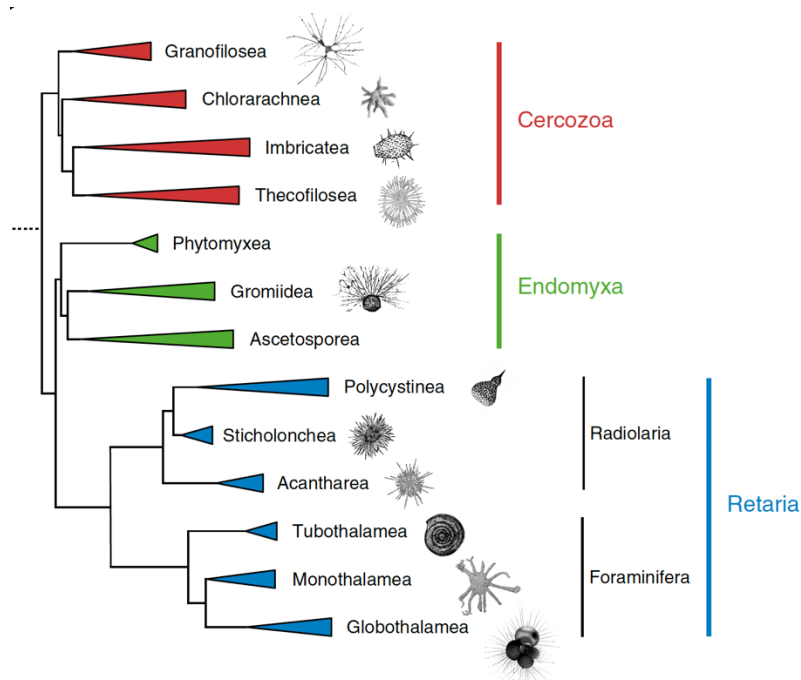 Granofilosea
Chlorarachnea
Cercozoa
Imbricatea
Thecofilosea
Phytomyxea
Gromiidea
Endomyxa
Ascetosporea
Polycystinea
Sticholonchea
Radiolaria
Acantharea
Retaria
Tubothalamea
Monothalamea
Foraminifera
Globothalamea